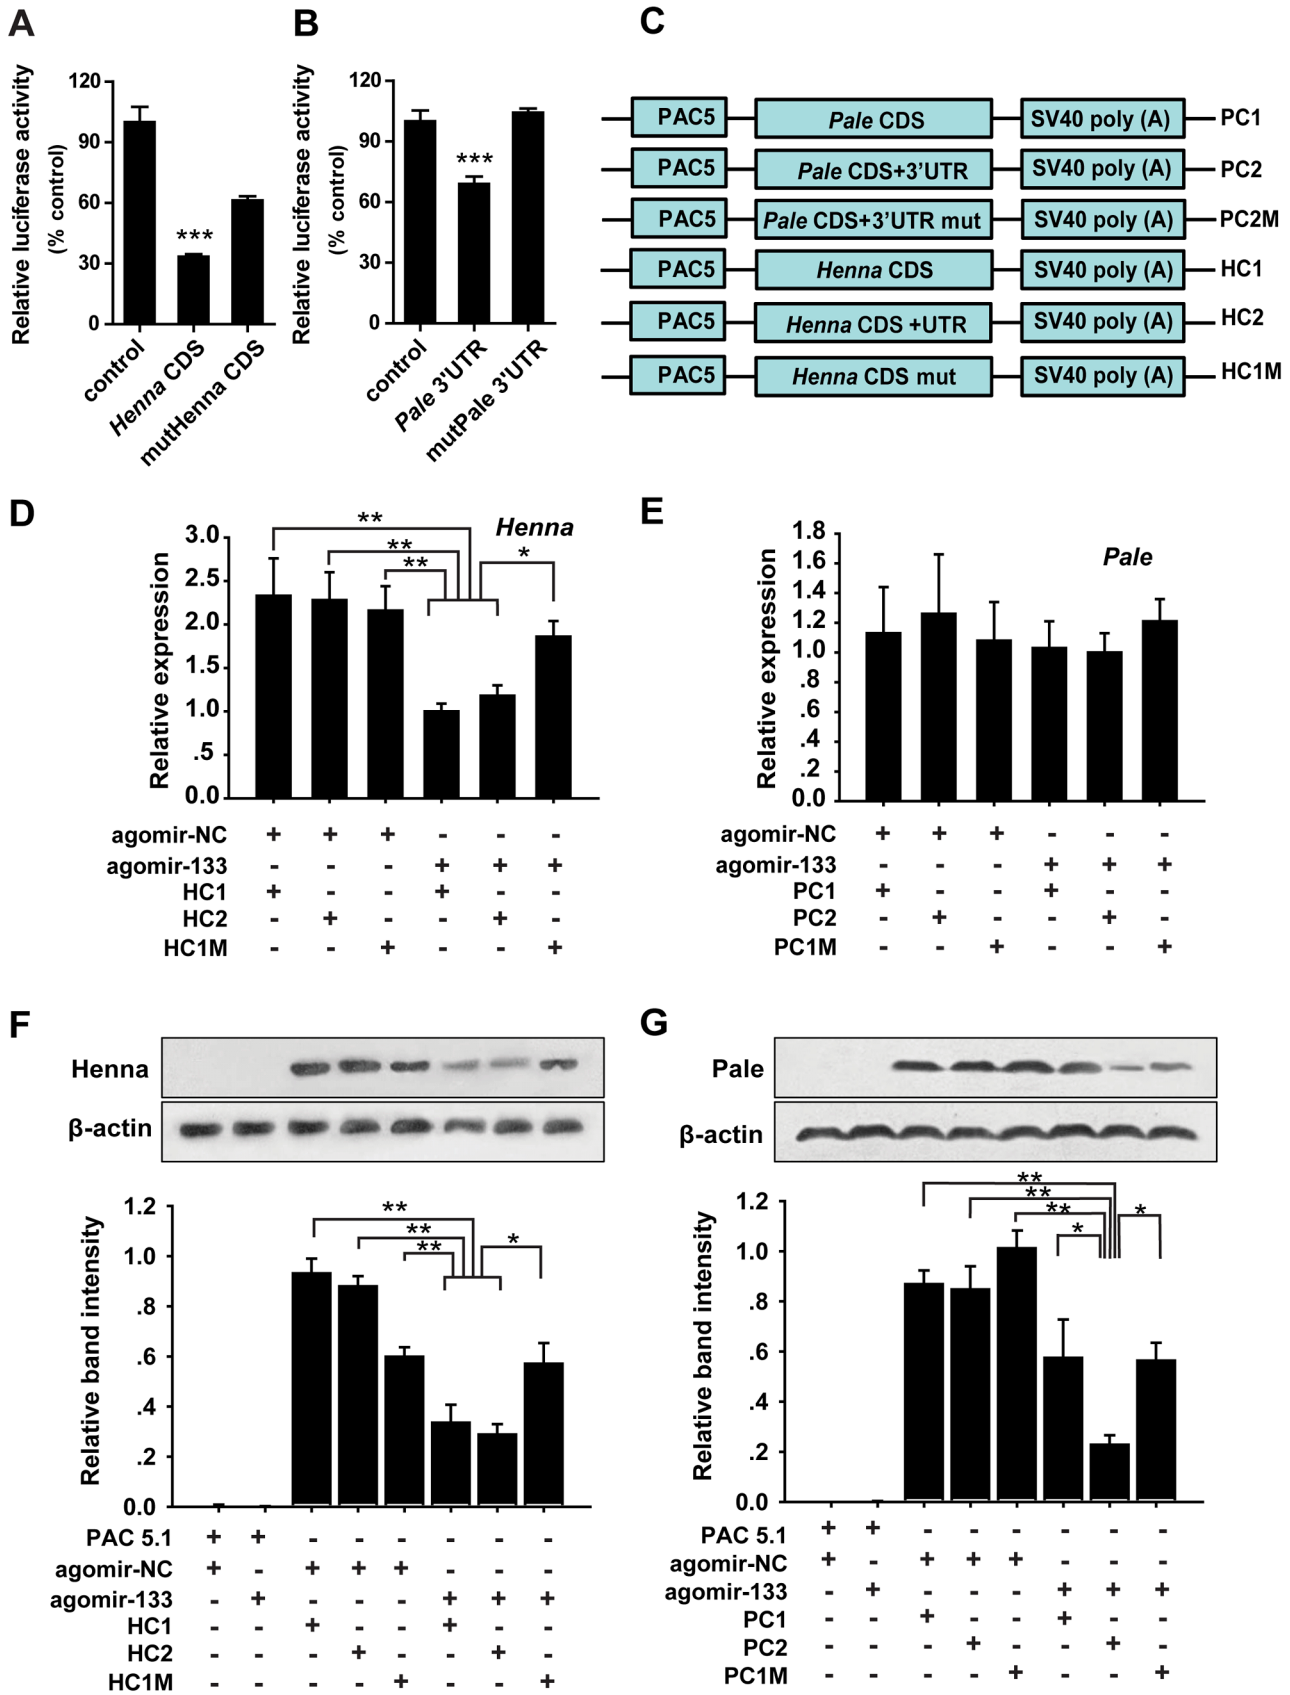 A
Relative luciferase activity
(% control)
120
90
60
30
0
***
control
Henna CDS
mutHenna CDS
B
Relative luciferase activity
(% control)
120
90
60
30
0
***
control
Pale 3'UTR
mutPale 3'UTR
C
PAC5 Pale CDS SV40 poly (A) PC1
PAC5 Pale CDS+3'UTR SV40 poly (A) PC2
PAC5 Pale CDS+3'UTR mut SV40 poly (A) PC2M
PAC5 Henna CDS SV40 poly (A) HC1
PAC5 Henna CDS +UTR SV40 poly (A) HC2
PAC5 Henna CDS mut SV40 poly (A) HC1M
D
Henna
Relative expression
3.0
2.5
2.0
1.5
1.0
.5
0.0
**
**
**
*
agomir-NC + + + - - -
agomir-133 - - - + + +
HC1 + - - + - -
HC2 - + - - + -
HC1M - - + - - +
E
Pale
Relative expression
1.8
1.6
1.4
1.2
1.0
.8
.6
.4
.2
0.0
agomir-NC + + + - - -
agomir-133 - - - + + +
PC1 + - - + - -
PC2 - + - - + -
PC1M - - + - - +
F
Henna
β-actin
Relative band intensity
1.2
1.0
.8
.6
.4
.2
0.0
**
**
**
*
PAC 5.1 + + - - - - - -
agomir-NC + - + + + - - -
agomir-133 - + - - - + + +
HC1 - - + - - + - -
HC2 - - - + - - + -
HC1M - - - - + - - +
G
Pale
β-actin
Relative band intensity
1.2
1.0
.8
.6
.4
.2
0.0
**
**
**
*
*
PAC 5.1 + + - - - - - -
agomir-NC + - + + + - - -
agomir-133 - + - - - + + +
PC1 - - + - - + - -
PC2 - - - + - - + -
PC1M - - - - + - - +